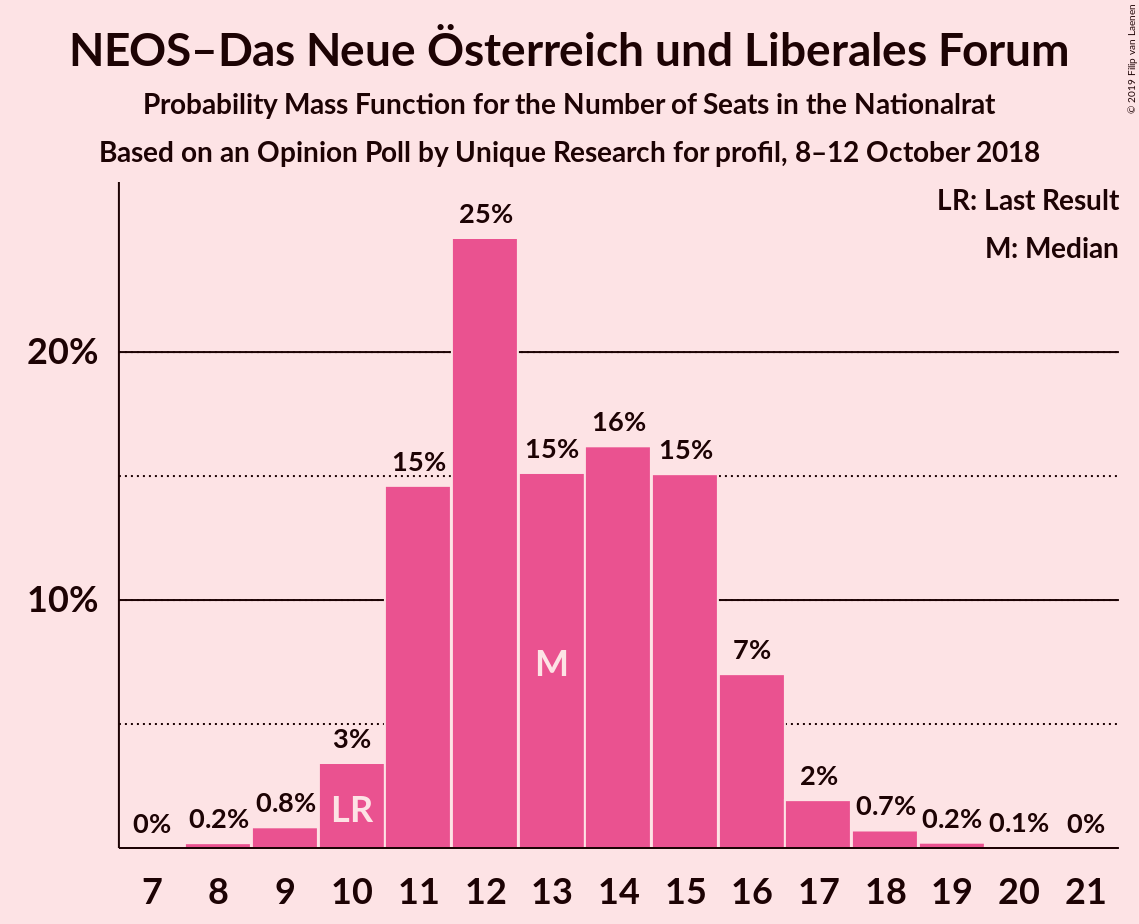 NEOS–Das Neue Österreich und Liberales Forum
Probability Mass Function for the Number of Seats in the Nationalrat
Based on an Opinion Poll by Unique Research for profil, 8–12 October 2018
© 2019 Filip van Laenen
LR: Last Result
M: Median
25%
20%
16%
15%
15%
15%
10%
7%
M
3%
2%
LR
0%
0.2%
0.8%
0.7%
0.2%
0.1%
0%
7 8 9 10 11 12 13 14 15 16 17 18 19 20 21